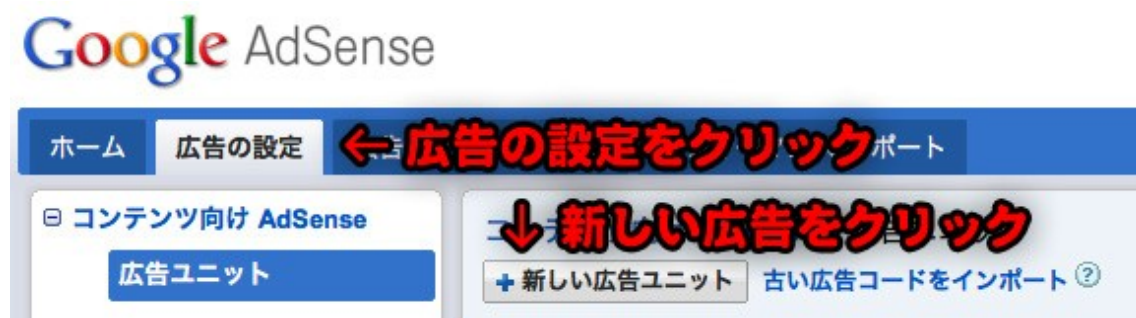 Google AdSense
ホーム 広告の設定 ←広告の設定をクリック ポート
コンテンツ向け AdSense
↓新しい広告をクリック
広告ユニット
+新しい広告ユニット 古い広告コードをインポート ?